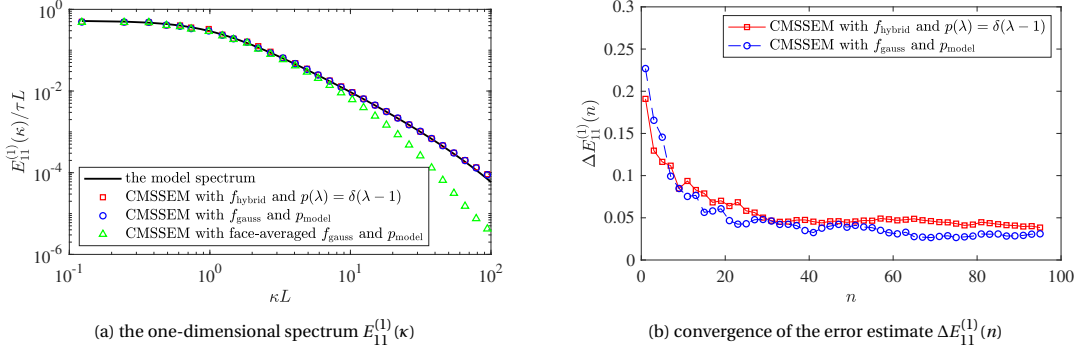 10^0
10^-2
10^-4
10^-6
E_{11}^{(1)}(κ)/τL
the model spectrum
CMSSEM with f_hybrid and p(λ) = δ(λ − 1)
CMSSEM with f_gauss and p_model
CMSSEM with face-averaged f_gauss and p_model
10^-1 10^0 10^1 10^2
κL
(a) the one-dimensional spectrum E_{11}^{(1)}(κ)
0.25
0.2
0.15
0.1
0.05
0
ΔE_{11}^{(1)}(n)
CMSSEM with f_hybrid and p(λ) = δ(λ − 1)
CMSSEM with f_gauss and p_model
0 20 40 60 80 100
n
(b) convergence of the error estimate ΔE_{11}^{(1)}(n)